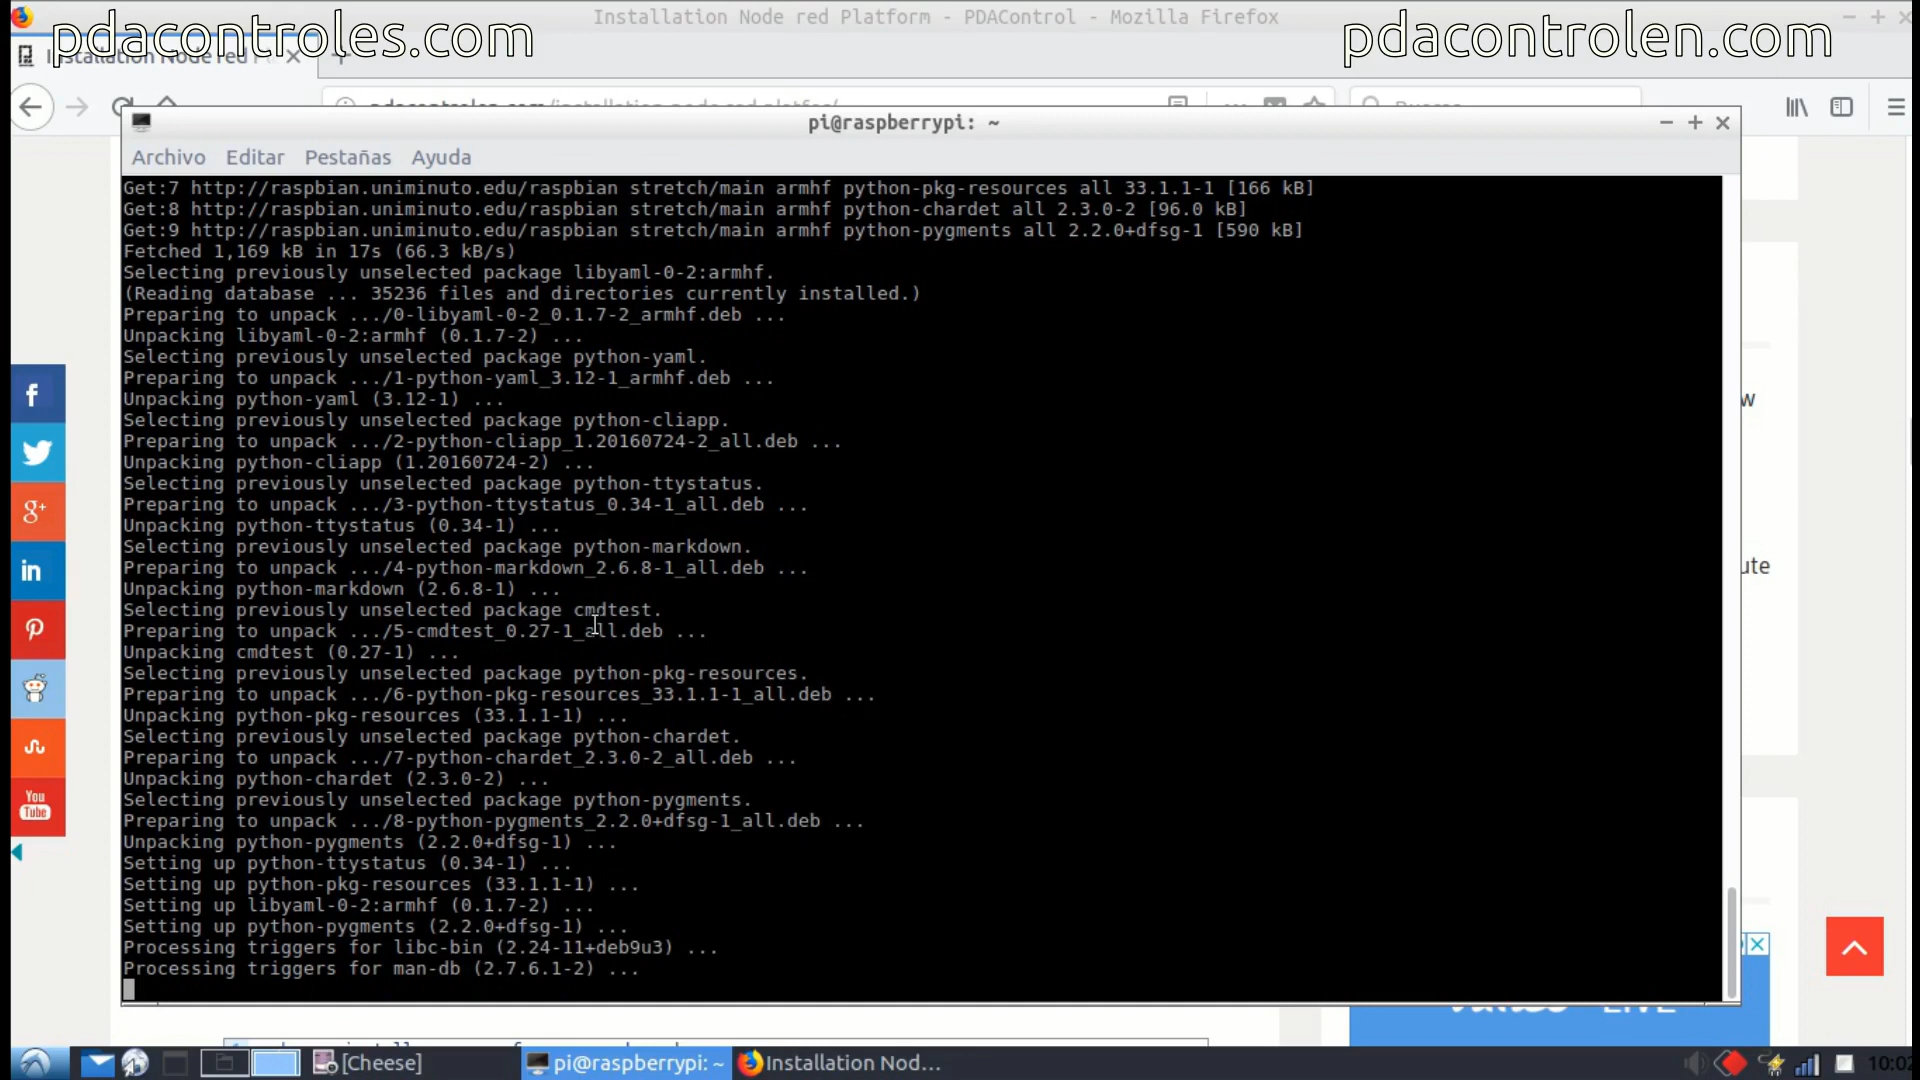 Installation Node red Platform - PDAControl - Mozilla Firefox
pdacontroles.com
pdacontrolen.com
pi@raspberrypi: ~
Archivo Editar Pestañas Ayuda
Get:7 http://raspbian.uniminuto.edu/raspbian stretch/main armhf python-pkg-resources all 33.1.1-1 [166 kB]
Get:8 http://raspbian.uniminuto.edu/raspbian stretch/main armhf python-chardet all 2.3.0-2 [96.0 kB]
Get:9 http://raspbian.uniminuto.edu/raspbian stretch/main armhf python-pygments all 2.2.0+dfsg-1 [590 kB]
Fetched 1,169 kB in 17s (66.3 kB/s)
Selecting previously unselected package libyaml-0-2:armhf.
(Reading database ... 35236 files and directories currently installed.)
Preparing to unpack .../0-libyaml-0-2_0.1.7-2_armhf.deb ...
Unpacking libyaml-0-2:armhf (0.1.7-2) ...
Selecting previously unselected package python-yaml.
Preparing to unpack .../1-python-yaml_3.12-1_armhf.deb ...
Unpacking python-yaml (3.12-1) ...
Selecting previously unselected package python-cliapp.
Preparing to unpack .../2-python-cliapp_1.20160724-2_all.deb ...
Unpacking python-cliapp (1.20160724-2) ...
Selecting previously unselected package python-ttystatus.
Preparing to unpack .../3-python-ttystatus_0.34-1_all.deb ...
Unpacking python-ttystatus (0.34-1) ...
Selecting previously unselected package python-markdown.
Preparing to unpack .../4-python-markdown_2.6.8-1_all.deb ...
Unpacking python-markdown (2.6.8-1) ...
Selecting previously unselected package cmdtest.
Preparing to unpack .../5-cmdtest_0.27-1_all.deb ...
Unpacking cmdtest (0.27-1) ...
Selecting previously unselected package python-pkg-resources.
Preparing to unpack .../6-python-pkg-resources_33.1.1-1_all.deb ...
Unpacking python-pkg-resources (33.1.1-1) ...
Selecting previously unselected package python-chardet.
Preparing to unpack .../7-python-chardet_2.3.0-2_all.deb ...
Unpacking python-chardet (2.3.0-2) ...
Selecting previously unselected package python-pygments.
Preparing to unpack .../8-python-pygments_2.2.0+dfsg-1_all.deb ...
Unpacking python-pygments (2.2.0+dfsg-1) ...
Setting up python-ttystatus (0.34-1) ...
Setting up python-pkg-resources (33.1.1-1) ...
Setting up libyaml-0-2:armhf (0.1.7-2) ...
Setting up python-pygments (2.2.0+dfsg-1) ...
Processing triggers for libc-bin (2.24-11+deb9u3) ...
Processing triggers for man-db (2.7.6.1-2) ...
f
g+
in
You
Tube
[Cheese]
pi@raspberrypi: ~
Installation Nod...